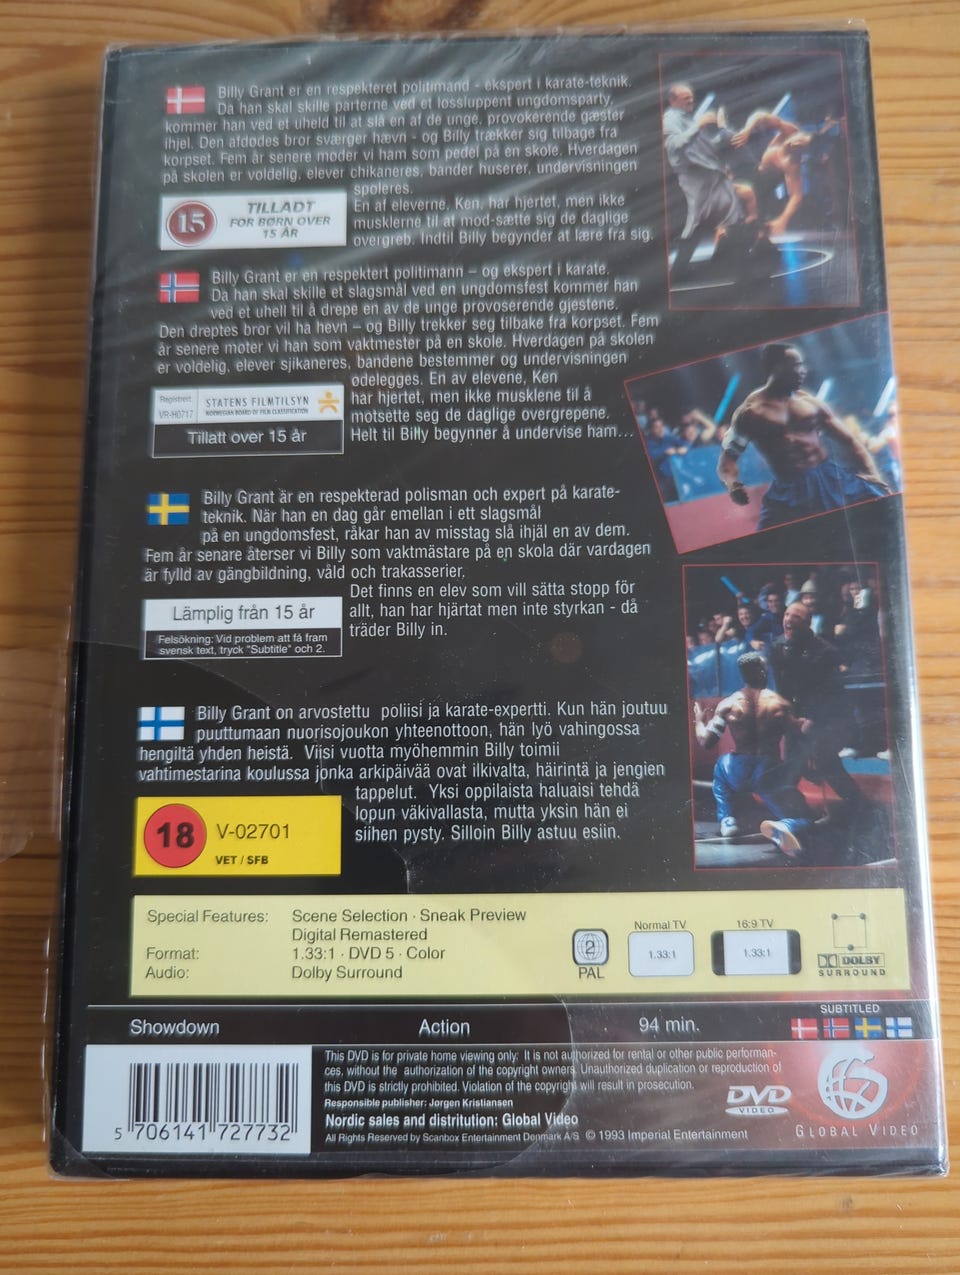 Billy Grant er en respekteret politimand - ekspert i karate-teknik.
Da han skal skille parterne ved et løssluppent ungdomsparty,
kommer han ved et uheld til at slå en af de unge, provokerende gæster
ihjel. Den afdødes bror sværger hævn - og Billy trækker sig tilbage fra
korpset. Fem år senere møder vi ham som pedel på en skole. Hverdagen
på skolen er voldelig, elever chikaneres, bander huserer, undervisningen
spoleres.
En af eleverne, Ken, har hjertet, men ikke
musklerne til at mod-sætte sig de daglige
overgreb. Indtil Billy begynder at lære fra sig.
15
TILLADT
FOR BØRN OVER
15 ÅR
Billy Grant er en respektert politimann – og ekspert i karate.
Da han skal skille et slagsmål ved en ungdomsfest kommer han
ved et uhell til å drepe en av de unge provoserende gjestene.
Den dreptes bror vil ha hevn – og Billy trekker seg tilbake fra korpset. Fem
år senere møter vi han som vaktmester på en skole. Hverdagen på skolen
er voldelig, elever sjikaneres, bandene bestemmer og undervisningen
ødelegges. En av elevene, Ken
har hjertet, men ikke musklene til å
motsette seg de daglige overgrepene.
Helt til Billy begynner å undervise ham...
Registrert
VR-H0717
STATENS FILMTILSYN
NORWEGIAN BOARD OF FILM CLASSIFICATION
Tillatt over 15 år
Billy Grant är en respekterad polisman och expert på karate-
teknik. När han en dag går emellan i ett slagsmål
på en ungdomsfest, råkar han av misstag slå ihjäl en av dem.
Fem år senare återser vi Billy som vaktmästare på en skola där vardagen
är fylld av gängbildning, våld och trakasserier,
Det finns en elev som vill sätta stopp för
allt, han har hjärtat men inte styrkan - då
träder Billy in.
Lämplig från 15 år
Felsökning: Vid problem att få fram
svensk text, tryck "Subtitle" och 2.
Billy Grant on arvostettu poliisi ja karate-expertti. Kun hän joutuu
puuttumaan nuorisojoukon yhteenottoon, hän lyö vahingossa
hengiltä yhden heistä. Viisi vuotta myöhemmin Billy toimii
vahtimestarina koulussa jonka arkipäivää ovat ilkivalta, häirintä ja jengien
tappelut. Yksi oppilaista haluaisi tehdä
lopun väkivallasta, mutta yksin hän ei
siihen pysty. Silloin Billy astuu esiin.
18
V-02701
VET / SFB
Special Features: Scene Selection · Sneak Preview
Digital Remastered
Format: 1.33:1 · DVD 5 · Color
Audio: Dolby Surround
2
PAL
Normal TV
1.33:1
16:9 TV
1.33:1
DOLBY
SURROUND
Showdown Action 94 min.
SUBTITLED
This DVD is for private home viewing only. It is not authorized for rental or other public performan-
ces, without the authorization of the copyright owners. Unauthorized duplication or reproduction of
this DVD is strictly prohibited. Violation of the copyright will result in prosecution.
Responsible publisher: Jørgen Kristiansen
Nordic sales and distritution: Global Video
All Rights Reserved by Scanbox Entertainment Denmark A/S © 1993 Imperial Entertainment
DVD
VIDEO
GLOBAL VIDEO
5 706141 727732